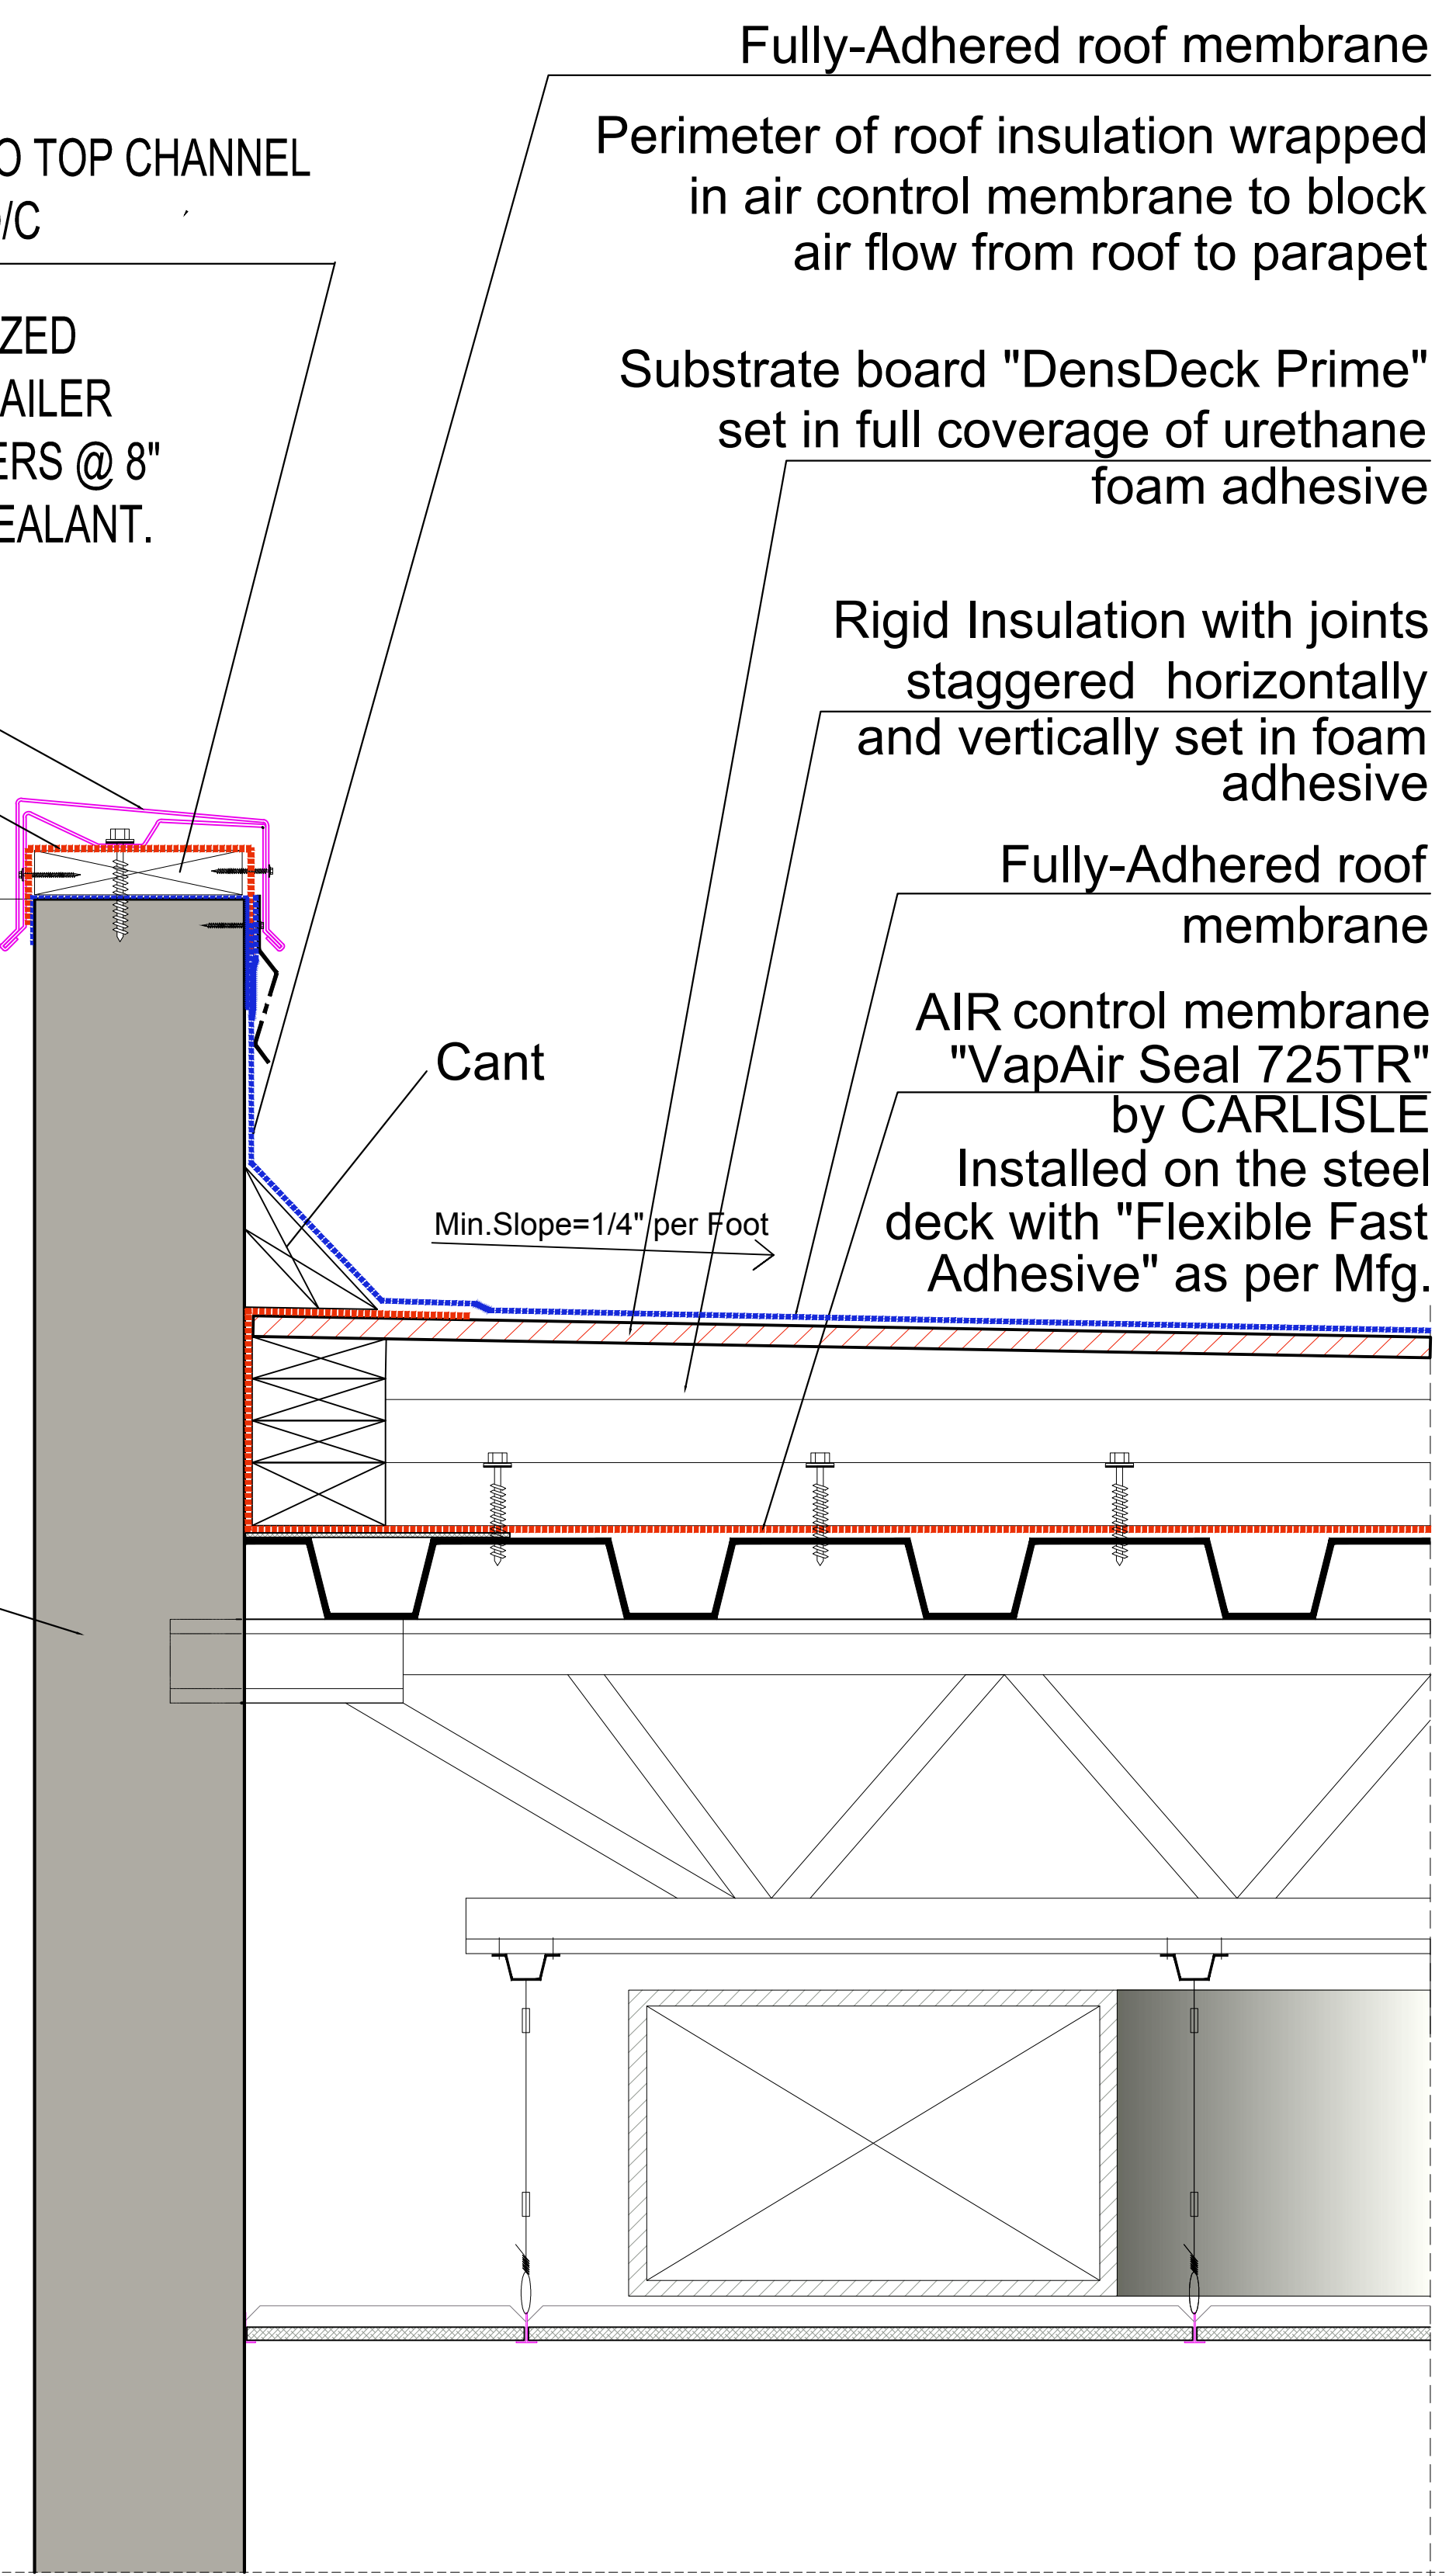 TOP CHANNEL
/C
@ 8"
Fully-Adhered roof membrane
Perimeter of roof insulation wrapped
in air control membrane to block
air flow from roof to parapet
Substrate board "DensDeck Prime"
set in full coverage of urethane
foam adhesive
Rigid Insulation with joints
staggered horizontally
and vertically set in foam
adhesive
Fully-Adhered roof
membrane
AIR control membrane
"VapAir Seal 725TR"
by CARLISLE
Installed on the steel
deck with "Flexible Fast
Adhesive" as per Mfg.
Cant
Min.Slope=1/4" per Foot